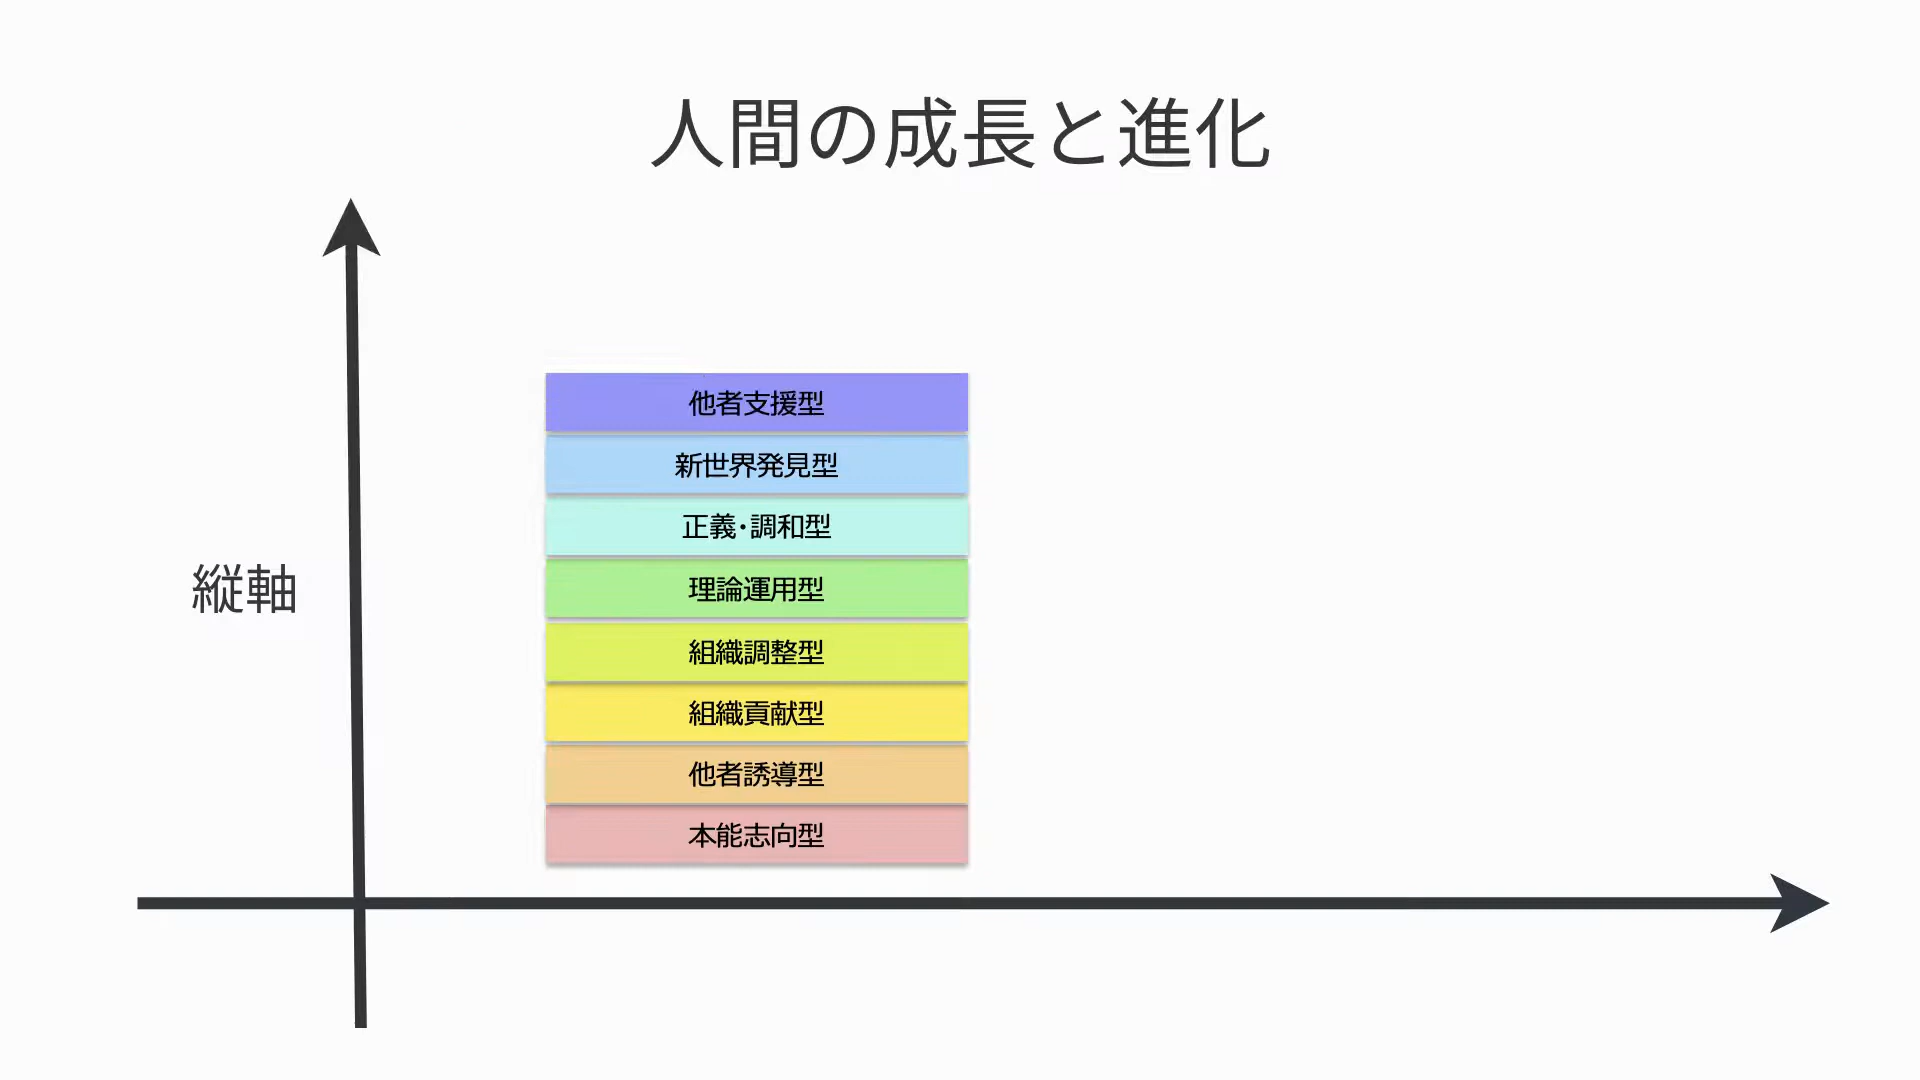 人間の成長と進化
他者支援型
新世界発見型
正義・調和型
縦軸
理論運用型
組織調整型
組織貢献型
他者誘導型
本能志向型